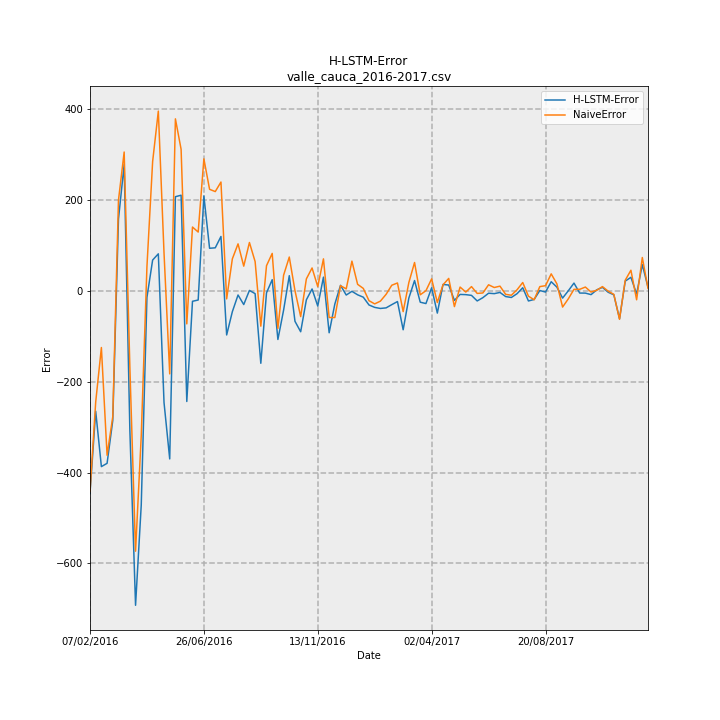 H-LSTM-Error
valle_cauca_2016-2017.csv
H-LSTM-Error
NaiveError
400
200
0
−200
−400
−600
Error
07/02/2016 26/06/2016 13/11/2016 02/04/2017 20/08/2017
Date